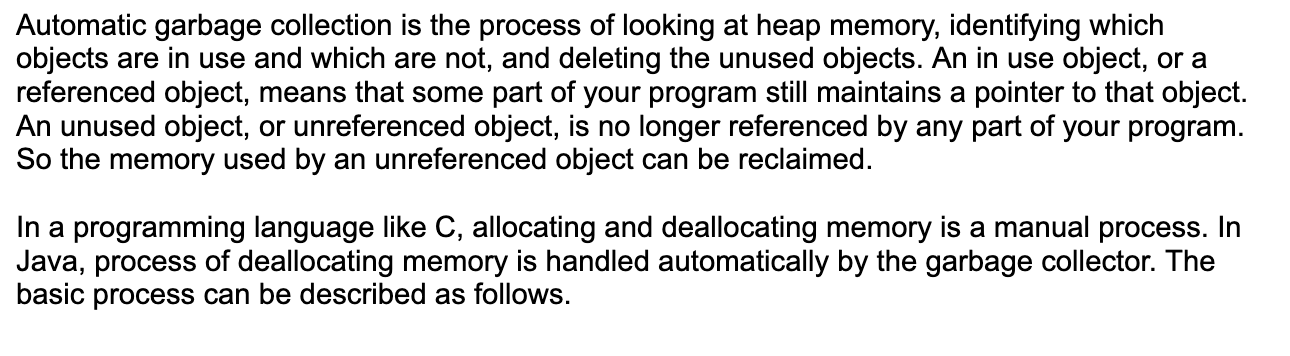 Automatic garbage collection is the process of looking at heap memory, identifying which
objects are in use and which are not, and deleting the unused objects. An in use object, or a
referenced object, means that some part of your program still maintains a pointer to that object.
An unused object, or unreferenced object, is no longer referenced by any part of your program.
So the memory used by an unreferenced object can be reclaimed.
In a programming language like C, allocating and deallocating memory is a manual process. In
Java, process of deallocating memory is handled automatically by the garbage collector. The
basic process can be described as follows.